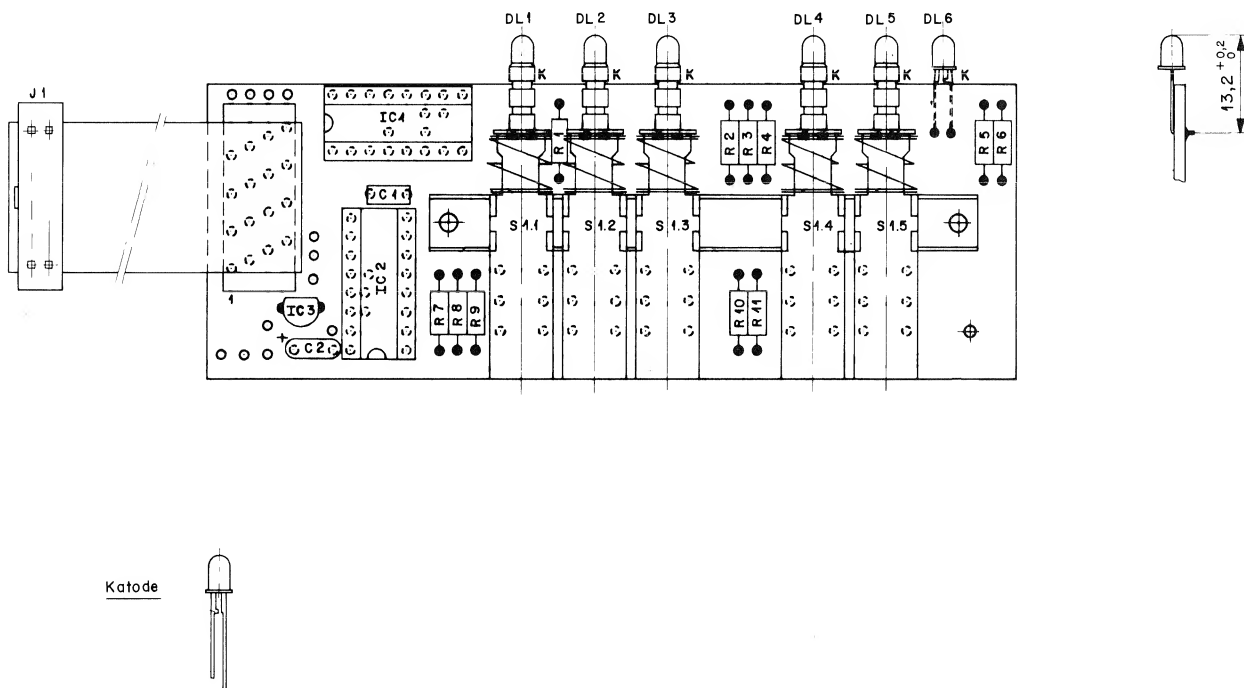 DL1 DL2 DL3 DL4 DL5 DL6
K K K K K K
J1
IC1
R1 R2 R3 R4 R5 R6
C1
S1.1 S1.2 S1.3 S1.4 S1.5
IC2
1
IC3
+
C2
R7 R8 R9 R10 R11
13,2 +0,2 0
Katode